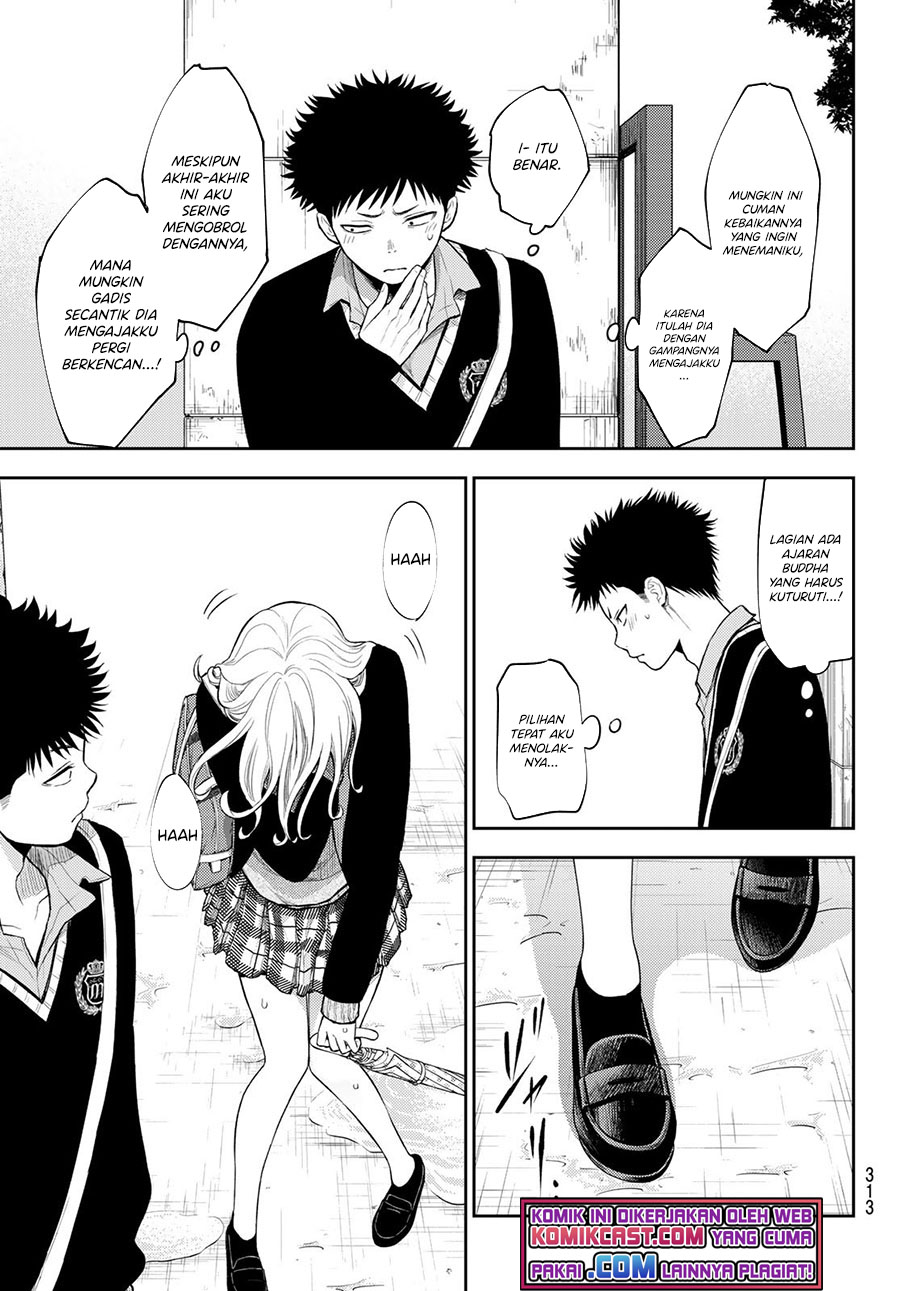 I- ITU
BENAR.
MUNGKIN INI
CUMAN
KEBAIKANNYA
YANG INGIN
MENEMANIKU,
KARENA
ITULAH DIA
DENGAN
GAMPANGNYA
MENGAJAKKU
...
MESKIPUN
AKHIR-AKHIR
INI AKU
SERING
MENGOBROL
DENGANNYA,
MANA
MUNGKIN
GADIS
SECANTIK DIA
MENGAJAKKU
PERGI
BERKENCAN...!
LAGIAN ADA
AJARAN
BUDDHA
YANG HARUS
KUTURUTI...!
PILIHAN
TEPAT AKU
MENOLAK-
NYA...
HAAH
HAAH
313
KOMIK INI DIKERJAKAN OLEH WEB
KOMIKCAST.COM YANG CUMA
PAKAI .COM LAINNYA PLAGIAT!